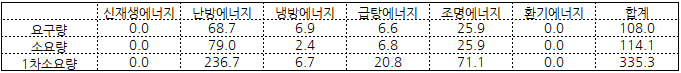 신재생에너지 난방에너지 냉방에너지 급탕에너지 조명에너지 환기에너지 합계
요구량 0.0 68.7 6.9 6.6 25.9 0.0 108.0
소요량 0.0 79.0 2.4 6.8 25.9 0.0 114.1
1차소요량 0.0 236.7 6.7 20.8 71.1 0.0 335.3